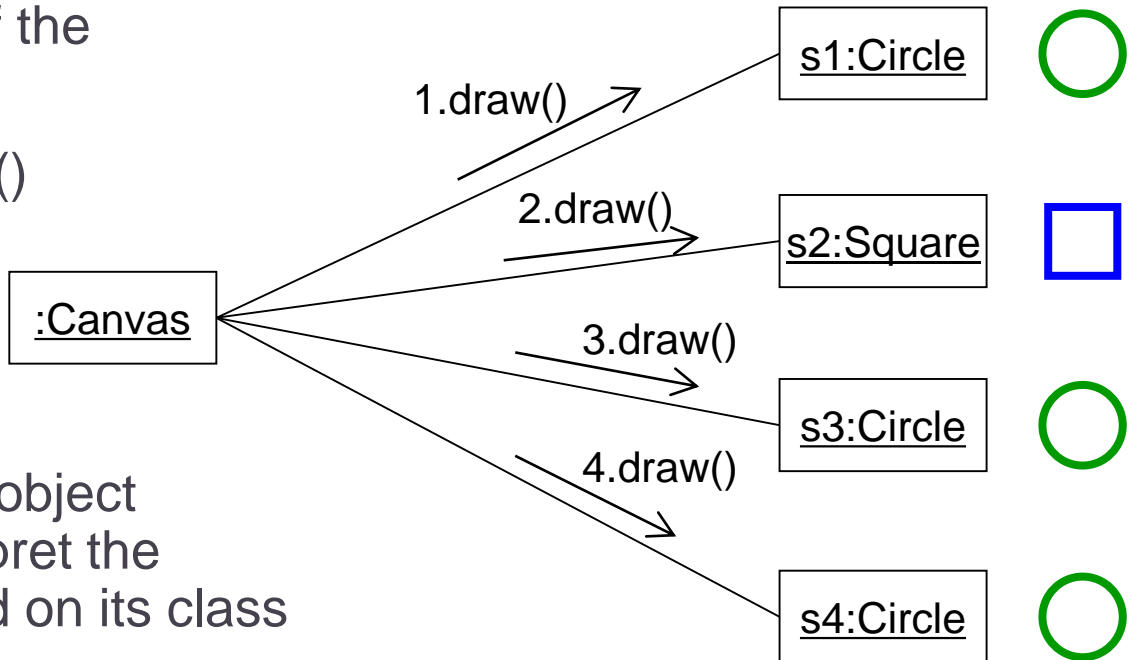 the
()
object
the
on its class
:Canvas
1.draw()
2.draw()
3.draw()
4.draw()
s1:Circle
s2:Square
s3:Circle
s4:Circle